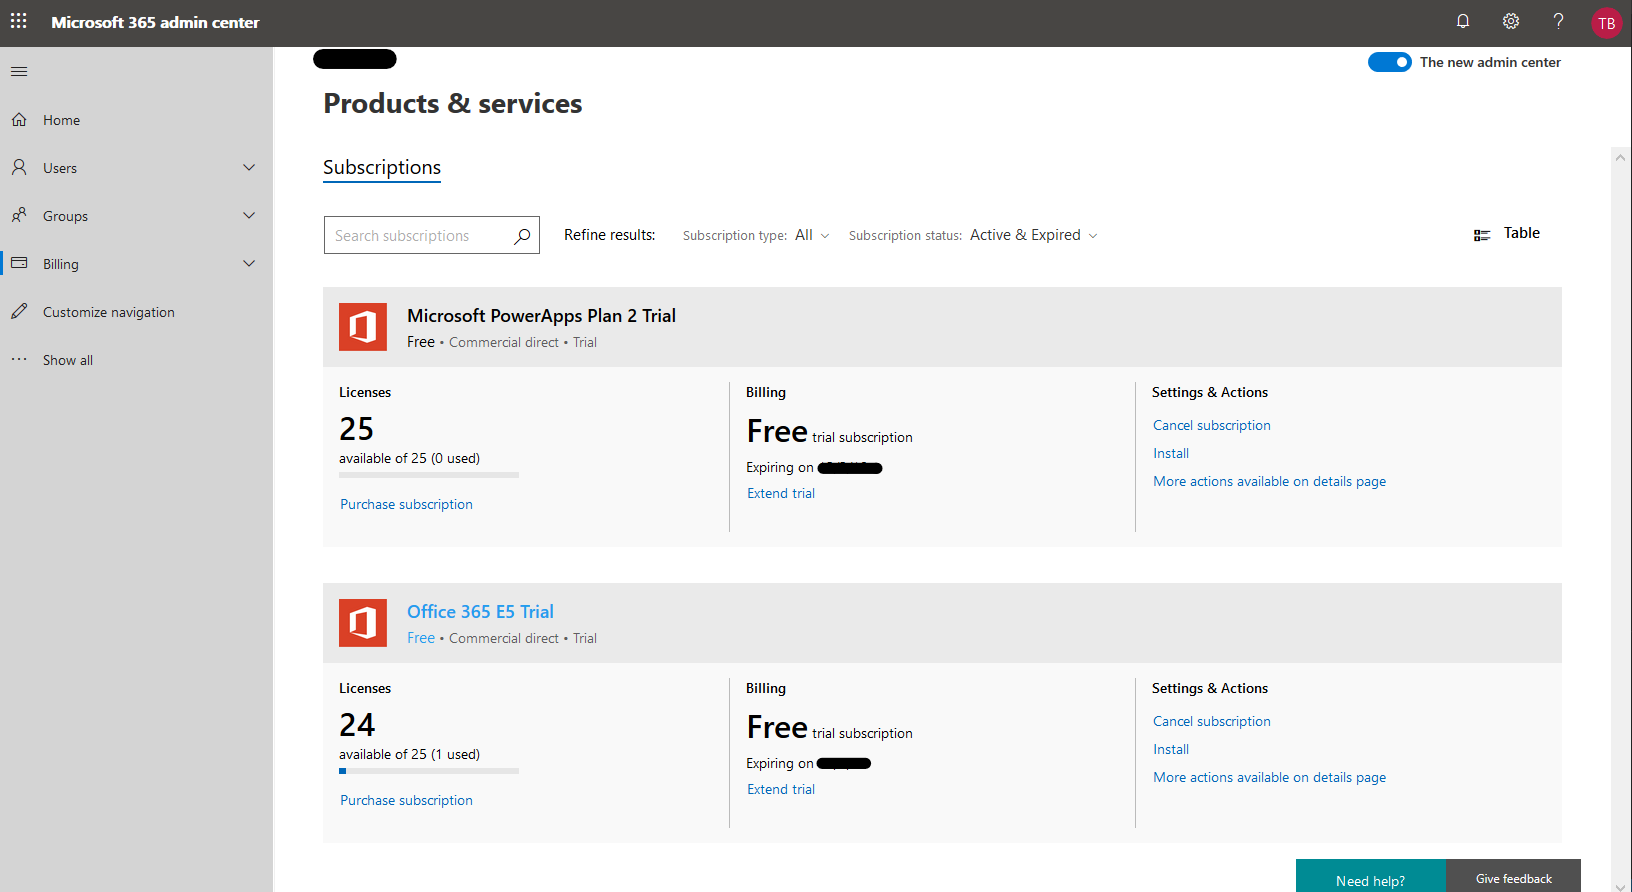 Microsoft 365 admin center
TB
The new admin center
Home
Users
Groups
Billing
Customize navigation
Show all
Products & services
Subscriptions
Search subscriptions
Refine results: Subscription type: All Subscription status: Active & Expired
Table
Microsoft PowerApps Plan 2 Trial
Free • Commercial direct • Trial
Licenses
25
available of 25 (0 used)
Purchase subscription
Billing
Free trial subscription
Expiring on
Extend trial
Settings & Actions
Cancel subscription
Install
More actions available on details page
Office 365 E5 Trial
Free • Commercial direct • Trial
Licenses
24
available of 25 (1 used)
Purchase subscription
Billing
Free trial subscription
Expiring on
Extend trial
Settings & Actions
Cancel subscription
Install
More actions available on details page
Need help?
Give feedback